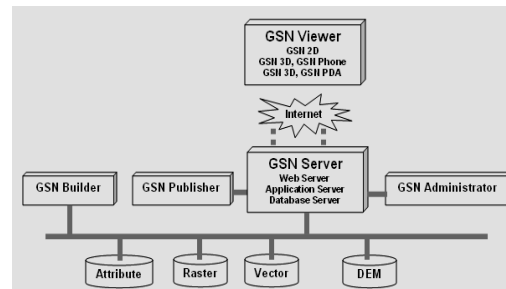 GSN Viewer
GSN 2D
GSN 3D, GSN Phone
GSN 3D, GSN PDA
Internet
GSN Server
Web Server
Application Server
Database Server
GSN Builder
GSN Publisher
GSN Administrator
Attribute
Raster
Vector
DEM